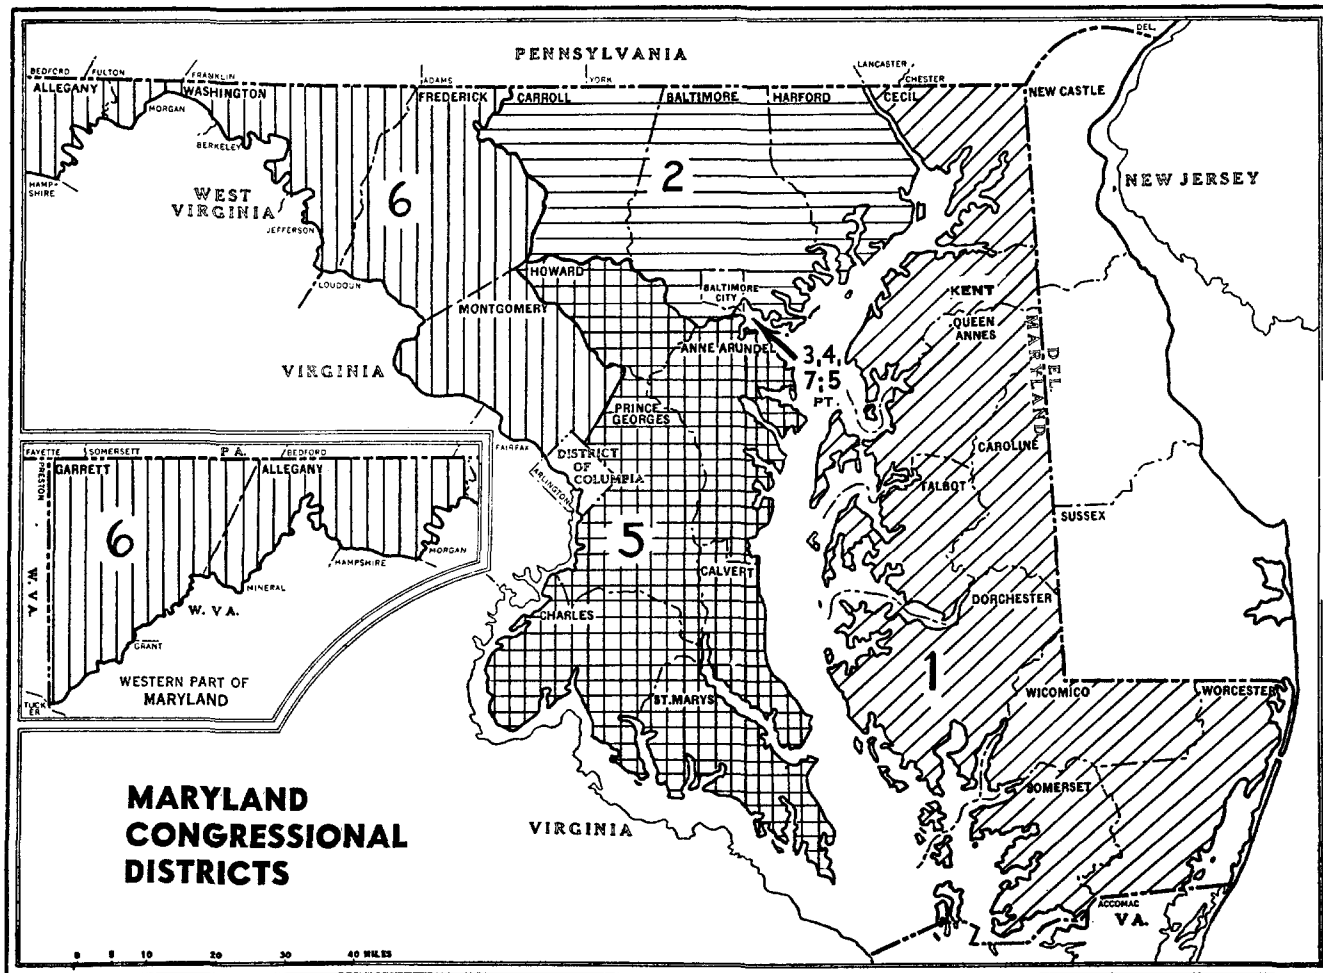 DEL.
PENNSYLVANIA
BEDFORD
FULTON
FRANKLIN
ADAMS
YORK
LANCASTER
CHESTER
ALLEGANY
WASHINGTON
FREDERICK
CARROLL
BALTIMORE
HARFORD
CECIL
NEW CASTLE
MORGAN
BERKELEY
HAMP-
SHIRE
WEST
VIRGINIA
JEFFERSON
6
2
NEW JERSEY
LOUDOUN
HOWARD
MONTGOMERY
BALTIMORE
CITY
KENT
QUEEN
ANNES
ANNE ARUNDEL
3,4,
7;5
PT.
MARYLAND
DEL
VIRGINIA
PRINCE
GEORGES
FAIRFAX
DISTRICT
OF
COLUMBIA
ARLINGTON
CAROLINE
TALBOT
SUSSEX
FAYETTE
SOMERSETT
PA.
BEDFORD
PRESTON
GARRETT
ALLEGANY
6
MORGAN
HAMPSHIRE
MINERAL
W. VA.
W. VA.
GRANT
TUCK
ER
WESTERN PART OF
MARYLAND
5
CALVERT
CHARLES
DORCHESTER
1
ST.MARYS
WICOMICO
WORCESTER
SOMERSET
VIRGINIA
ACCOMAC
VA.
MARYLAND
CONGRESSIONAL
DISTRICTS
0 5 10 20 30 40 MILES